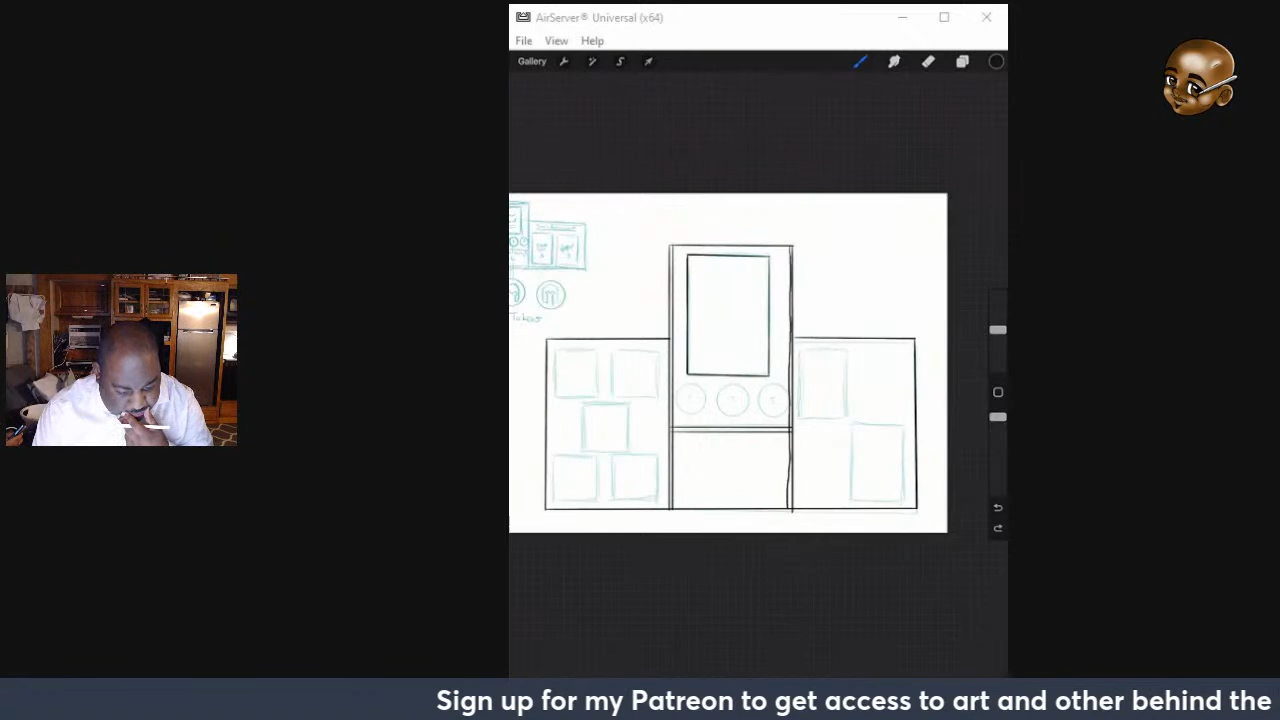 AirServer® Universal (x64)
File View Help
Gallery
Sign up for my Patreon to get access to art and other behind the